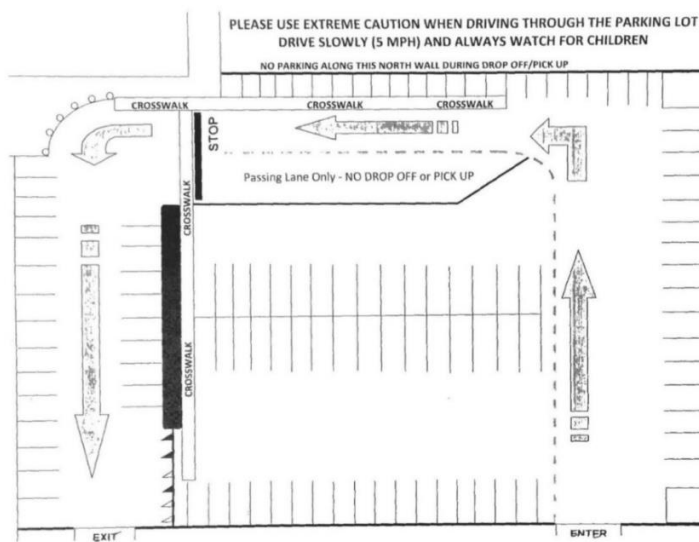 PLEASE USE EXTREME CAUTION WHEN DRIVING THROUGH THE PARKING LOT
DRIVE SLOWLY (5 MPH) AND ALWAYS WATCH FOR CHILDREN
NO PARKING ALONG THIS NORTH WALL DURING DROP OFF/PICK UP
CROSSWALK
CROSSWALK
CROSSWALK
STOP
Passing Lane Only - NO DROP OFF or PICK UP
CROSSWALK
CROSSWALK
EXIT
ENTER